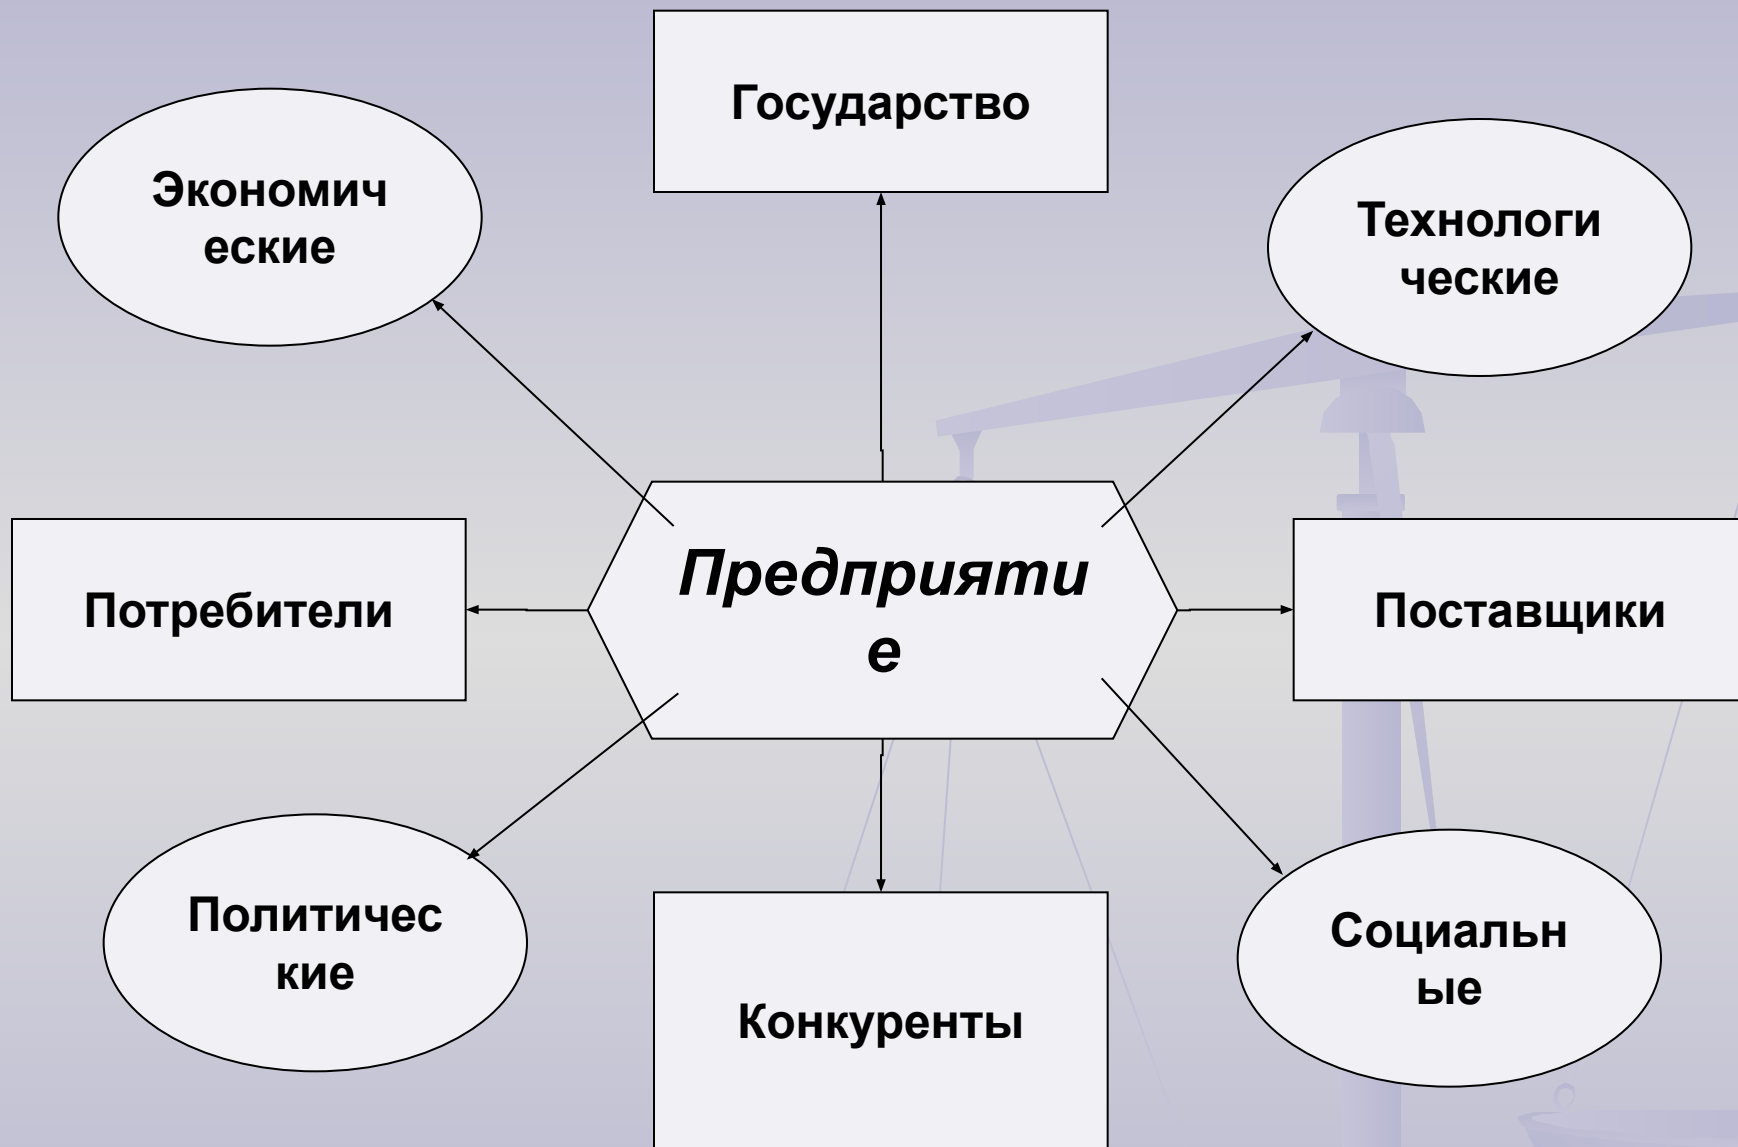 Государство
Экономич
еские
Технологи
ческие
Предприяти
е
Потребители
Поставщики
Политичес
кие
Социальн
ые
Конкуренты